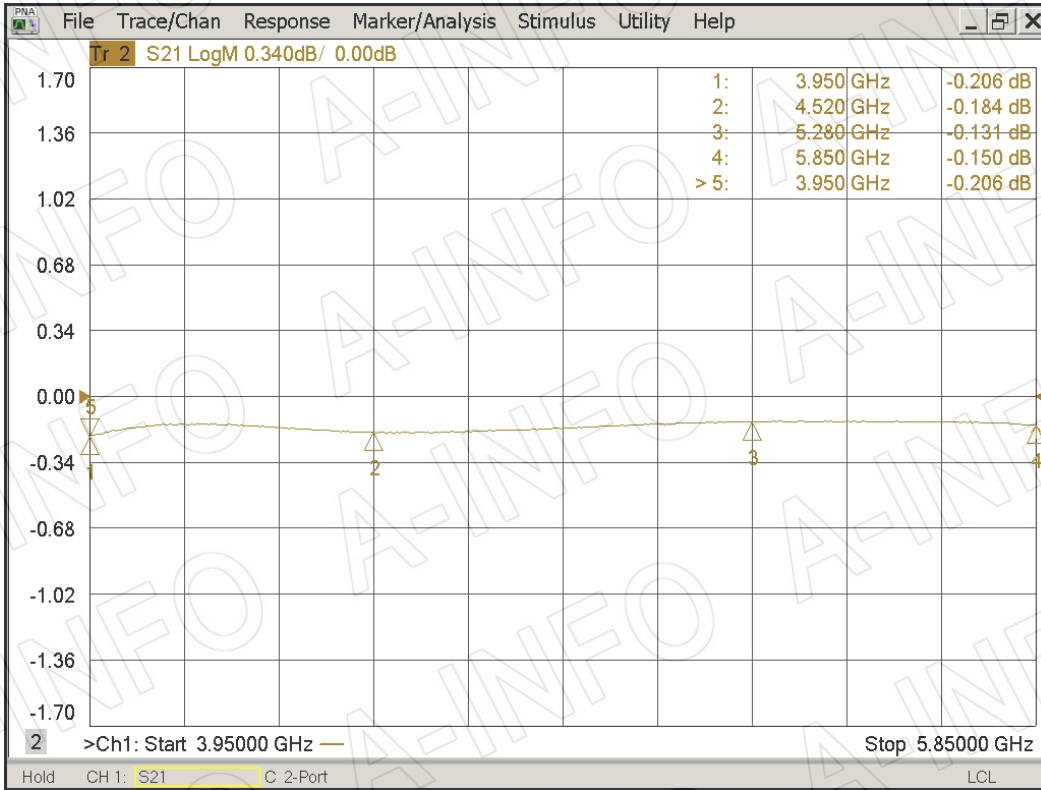 PNA File Trace/Chan Response Marker/Analysis Stimulus Utility Help
Tr 2 S21 LogM 0.340dB/ 0.00dB
1: 3.950 GHz -0.206 dB
2: 4.520 GHz -0.184 dB
3: 5.280 GHz -0.131 dB
4: 5.850 GHz -0.150 dB
> 5: 3.950 GHz -0.206 dB
1.70
1.36
1.02
0.68
0.34
0.00
-0.34
-0.68
-1.02
-1.36
-1.70
5
1
2
3
4
2 >Ch1: Start 3.95000 GHz — Stop 5.85000 GHz
Hold CH 1: S21 C 2-Port LCL
A-INFO